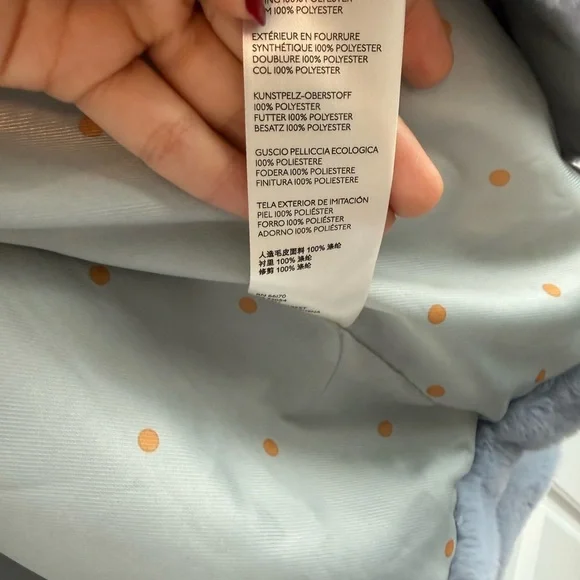 100% POLYESTER
M 100% POLYESTER
EXTÉRIEUR EN FOURRURE
SYNTHÉTIQUE 100% POLYESTER
DOUBLURE 100% POLYESTER
COL 100% POLYESTER
KUNSTPELZ-OBERSTOFF
100% POLYESTER
FUTTER 100% POLYESTER
BESATZ 100% POLYESTER
GUSCIO PELLICCIA ECOLOGICA
100% POLIESTERE
FODERA 100% POLIESTERE
FINITURA 100% POLIESTERE
TELA EXTERIOR DE IMITACIÓN
PIEL 100% POLIÉSTER
FORRO 100% POLIÉSTER
ADORNO 100% POLIÉSTER
人造毛皮面料 100% 涤纶
衬里 100% 涤纶
修剪 100% 涤纶